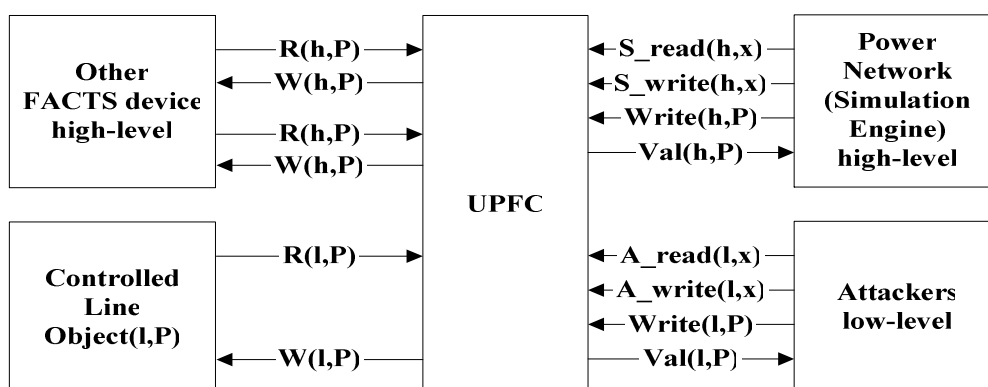 Other
FACTS device
high-level
R(h,P)
W(h,P)
R(h,P)
W(h,P)
Controlled
Line
Object(l,P)
R(l,P)
W(l,P)
UPFC
S_read(h,x)
S_write(h,x)
Write(h,P)
Val(h,P)
Power
Network
(Simulation
Engine)
high-level
A_read(l,x)
A_write(l,x)
Write(l,P)
Val(l,P)
Attackers
low-level